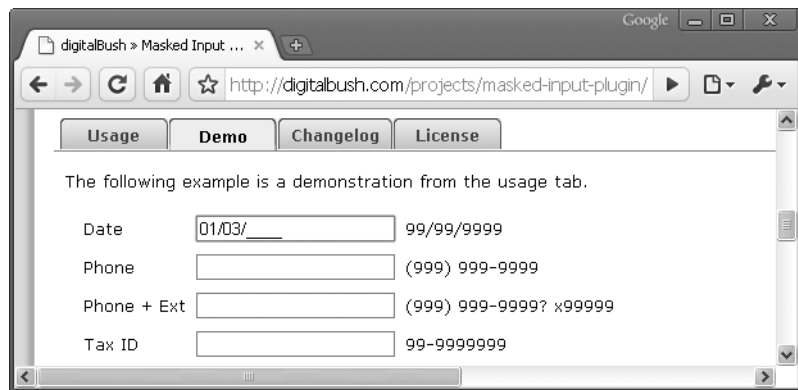 Google
digitalBush » Masked Input ...
http://digitalbush.com/projects/masked-input-plugin/
Usage Demo Changelog License
The following example is a demonstration from the usage tab.
Date 01/03/____ 99/99/9999
Phone (999) 999-9999
Phone + Ext (999) 999-9999? x99999
Tax ID 99-9999999